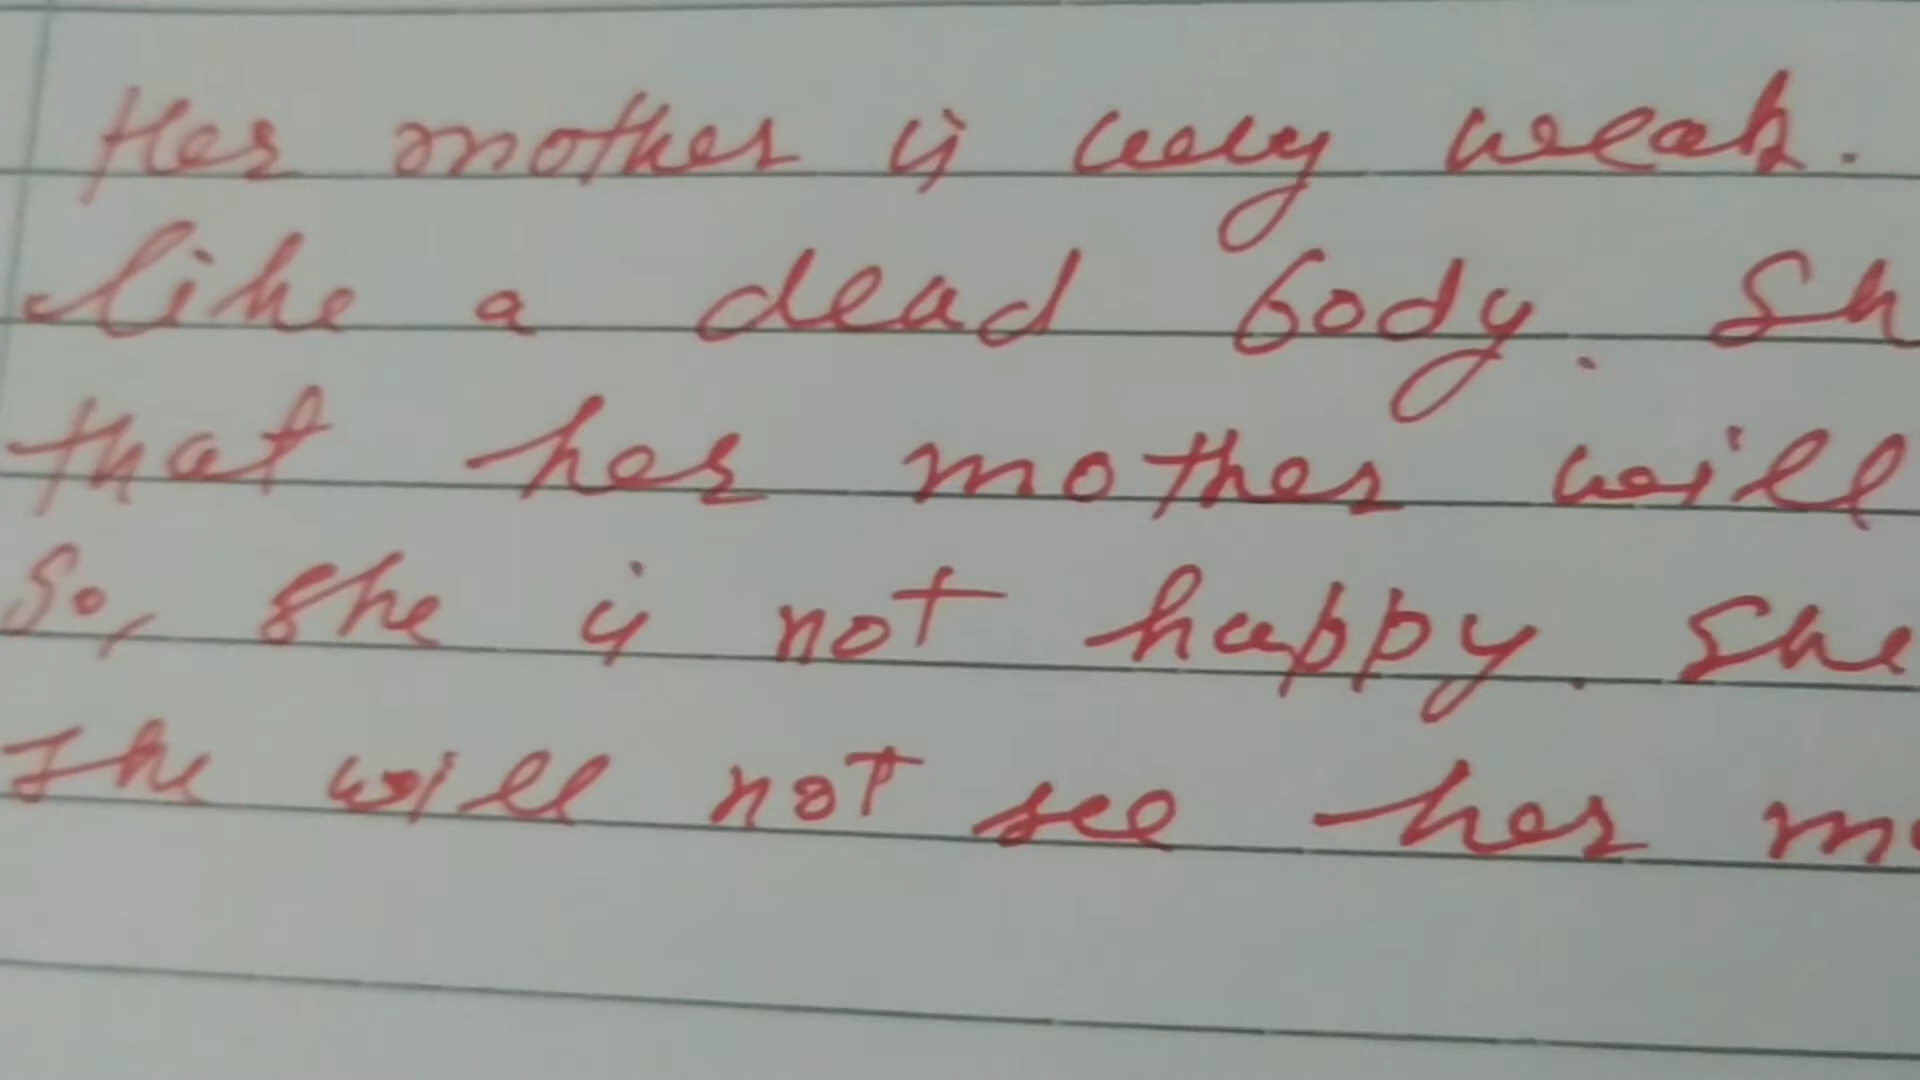 Her mother is very weak.
like a dead body. Sh
that her mother will
So, she is not happy. She
she will not see her mo